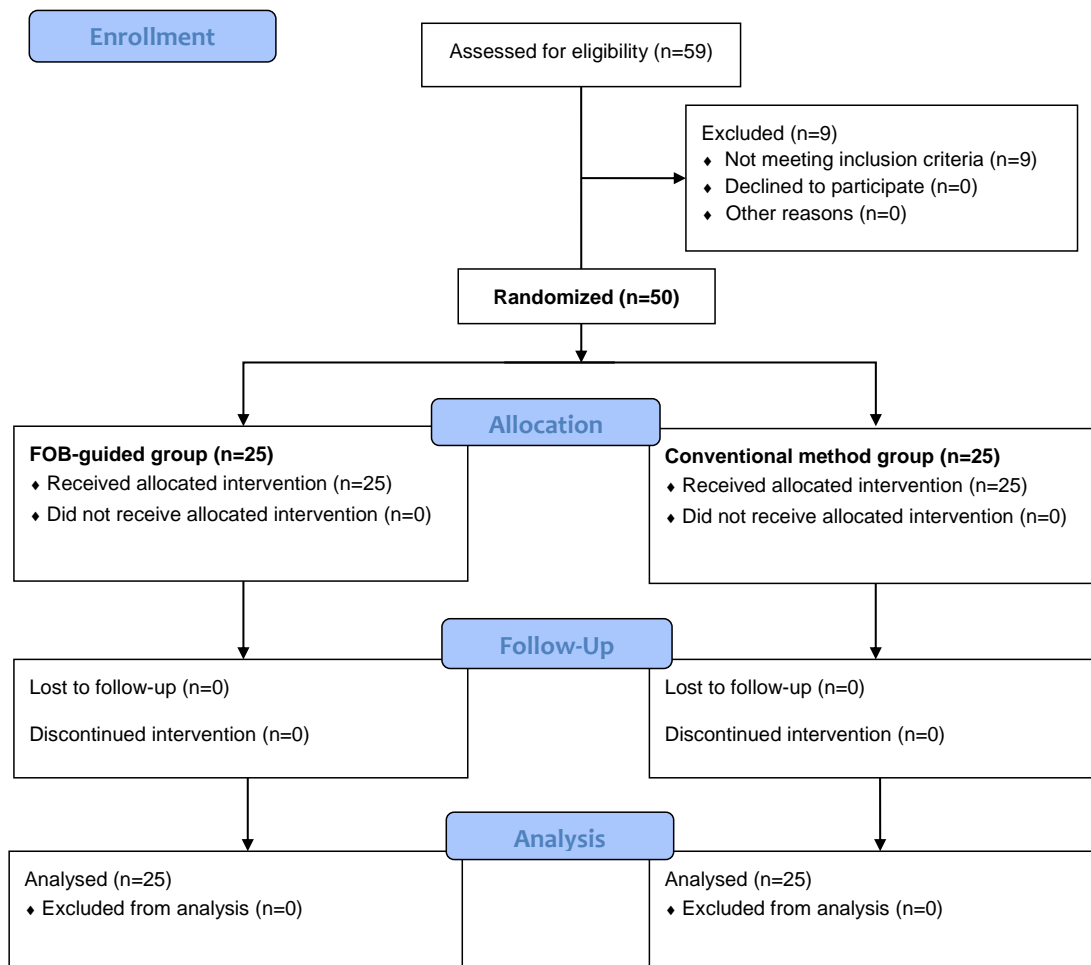 Enrollment
Assessed for eligibility (n=59)
Excluded (n=9)
♦ Not meeting inclusion criteria (n=9)
♦ Declined to participate (n=0)
♦ Other reasons (n=0)
Randomized (n=50)
Allocation
FOB-guided group (n=25)
♦ Received allocated intervention (n=25)
♦ Did not receive allocated intervention (n=0)
Conventional method group (n=25)
♦ Received allocated intervention (n=25)
♦ Did not receive allocated intervention (n=0)
Follow-Up
Lost to follow-up (n=0)
Discontinued intervention (n=0)
Lost to follow-up (n=0)
Discontinued intervention (n=0)
Analysis
Analysed (n=25)
♦ Excluded from analysis (n=0)
Analysed (n=25)
♦ Excluded from analysis (n=0)